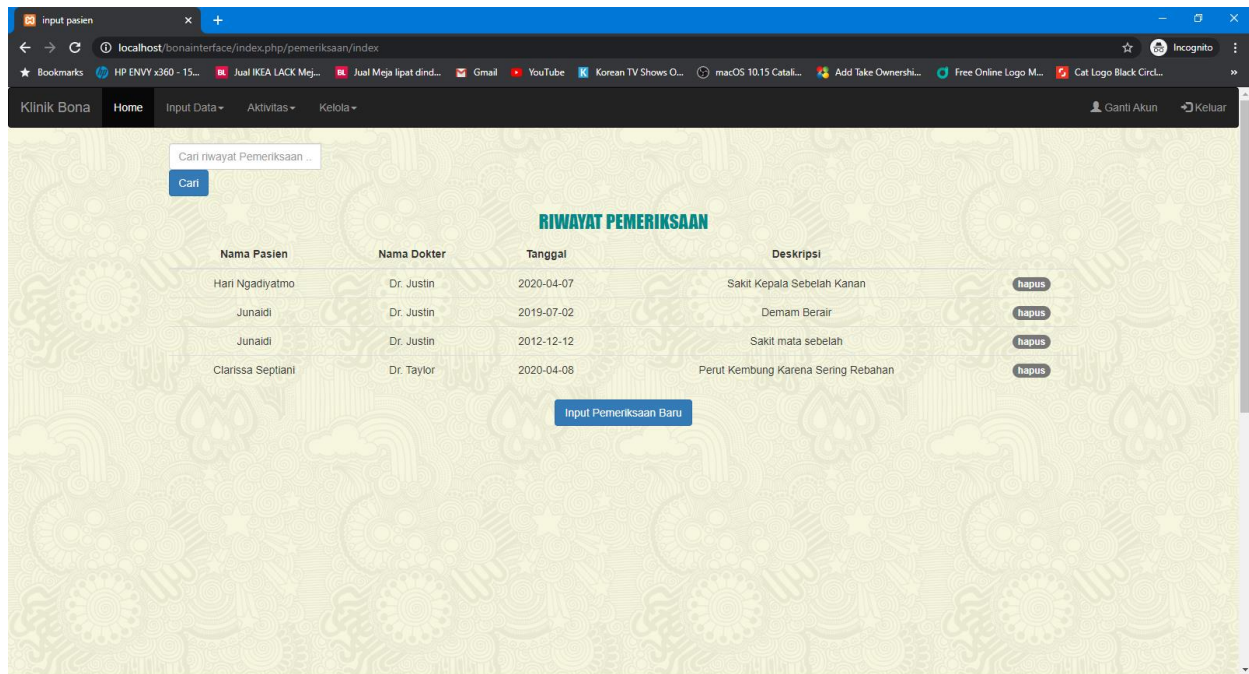 input pasien
localhost/bonainterface/index.php/pemeriksaan/index Incognito
Bookmarks HP ENVY x360 - 15... BL Jual IKEA LACK Mej... BL Jual Meja lipat dind... Gmail YouTube K Korean TV Shows O... macOS 10.15 Catali... Add Take Ownershi... Free Online Logo M... Cat Logo Black Circl... »
Klinik Bona Home Input Data Aktivitas Kelola Ganti Akun Keluar
Cari riwayat Pemeriksaan ..
Cari
RIWAYAT PEMERIKSAAN
Nama Pasien Nama Dokter Tanggal Deskripsi
Hari Ngadiyatmo Dr. Justin 2020-04-07 Sakit Kepala Sebelah Kanan hapus
Junaidi Dr. Justin 2019-07-02 Demam Berair hapus
Junaidi Dr. Justin 2012-12-12 Sakit mata sebelah hapus
Clarissa Septiani Dr. Taylor 2020-04-08 Perut Kembung Karena Sering Rebahan hapus
Input Pemeriksaan Baru